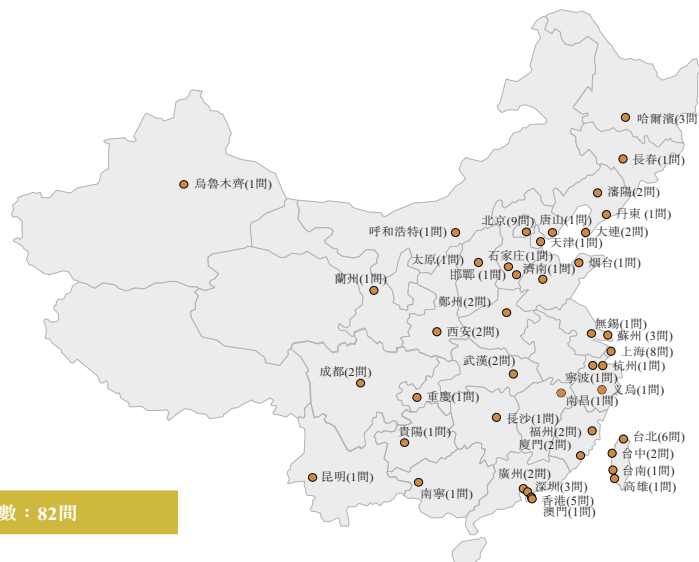 哈爾濱(3間
長春(1間)
烏魯木齊(1間)
瀋陽(2間)
丹東 (1間)
北京(9間)
唐山(1間)
呼和浩特(1間)
大連(2間)
天津(1間)
石家庄(1間)
太原(1間)
濟南(1間)
烟台(1間)
邯鄲 (1間)
蘭州(1間)
鄭州(2間)
無錫(1間)
西安(2間)
蘇州 (3間)
上海(8間)
武漢(2間)
杭州(1間)
成都(2間)
寧波(1間)
义烏(1間)
重慶(1間)
南昌(1間)
長沙(1間)
貴陽(1間)
福州(2間)
台北(6間)
廈門(2間)
台中(2間)
台南(1間)
昆明(1間)
廣州(2間)
高雄(1間)
南寧(1間)
深圳(3間)
香港(5間)
澳門(1間)
數：82間